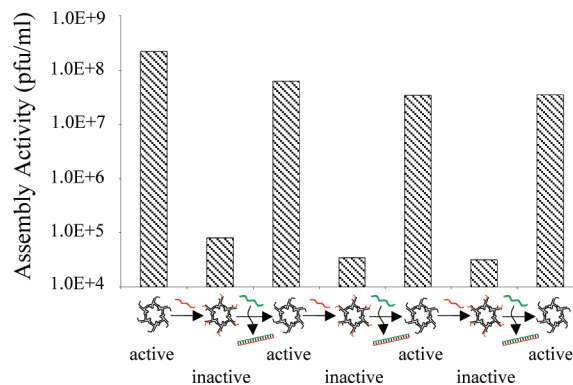 Assembly Activity (pfu/ml)
1.0E+9
1.0E+8
1.0E+7
1.0E+6
1.0E+5
1.0E+4
active
inactive
active
inactive
active
inactive
active